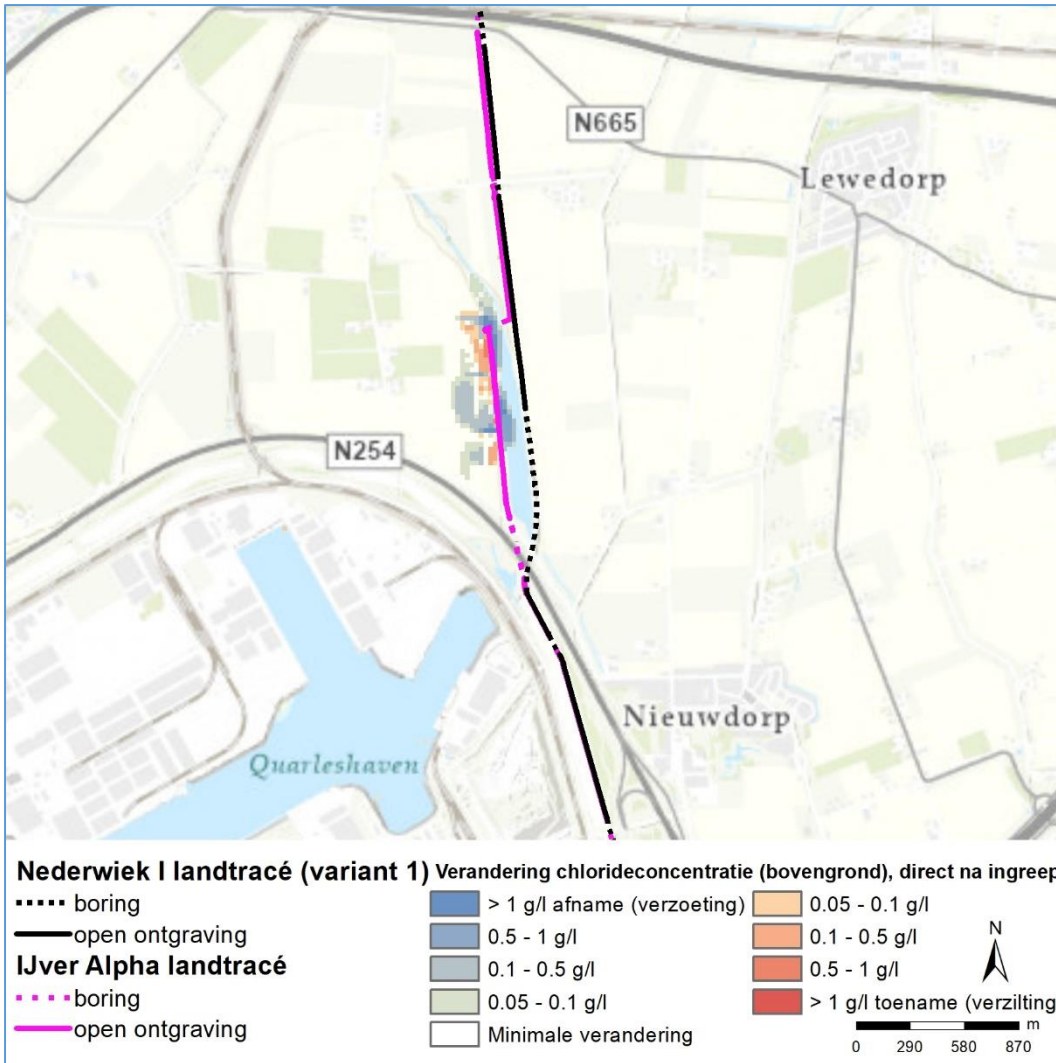 N665
Lewedorp
N254
Nieuwdorp
Quarleshaven
Nederwiek I landtracé (variant 1)
boring
open ontgraving
IJver Alpha landtracé
boring
open ontgraving
Verandering chlorideconcentratie (bovengrond), direct na ingreep
> 1 g/l afname (verzoeting)
0.5 - 1 g/l
0.1 - 0.5 g/l
0.05 - 0.1 g/l
Minimale verandering
0.05 - 0.1 g/l
0.1 - 0.5 g/l
0.5 - 1 g/l
> 1 g/l toename (verzilting
N
m
0 290 580 870